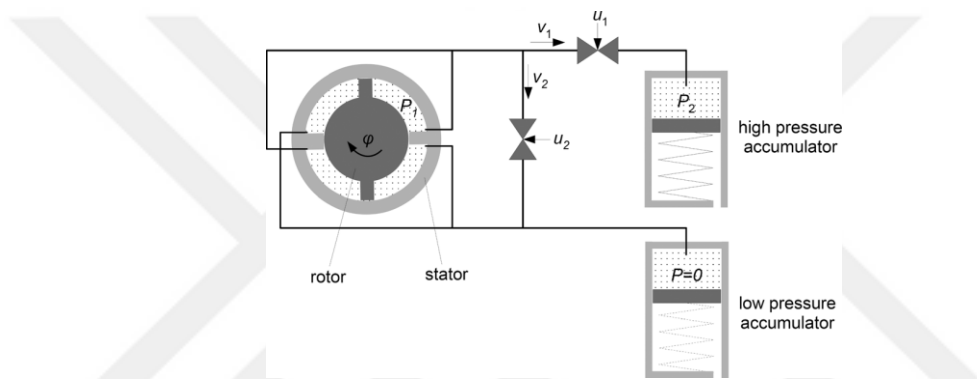 v1
u1
v2
P1
P2
φ
u2
high pressure
accumulator
rotor
stator
P=0
low pressure
accumulator